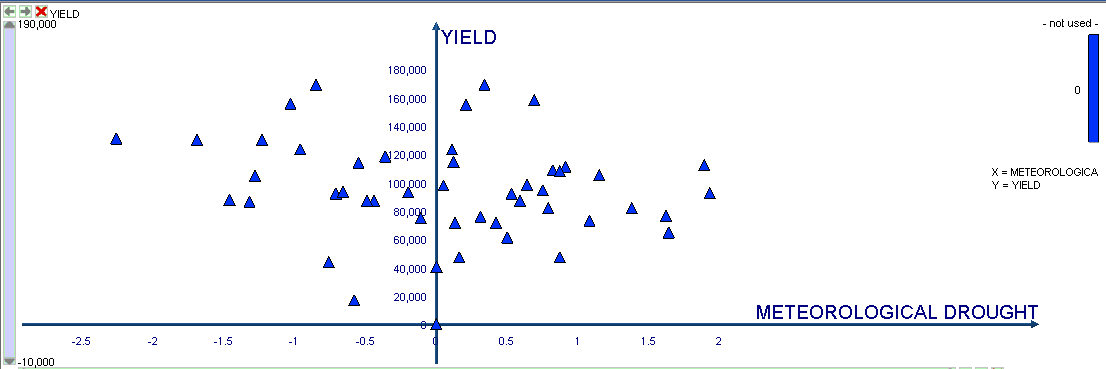 YIELD
190,000
YIELD
- not used -
180,000
160,000
0
140,000
120,000
100,000
X = METEOROLOGICA
Y = YIELD
80,000
60,000
40,000
20,000
METEOROLOGICAL DROUGHT
0
-2.5 -2 -1.5 -1 -0.5 0 0.5 1 1.5 2
-10,000